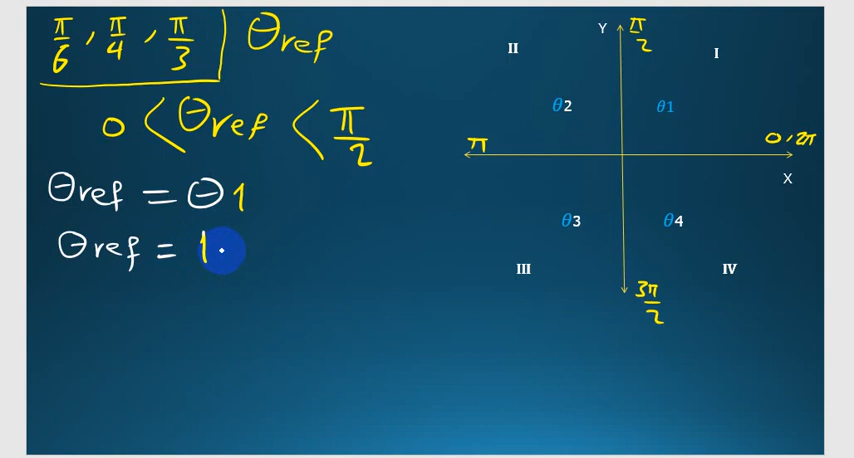 π/6, π/4, π/3 θref
0 < θref < π/2
θref = θ1
θref = 1
Y π/2
II I
θ2 θ1
π 0, 2π
X
θ3 θ4
III IV
3π/2